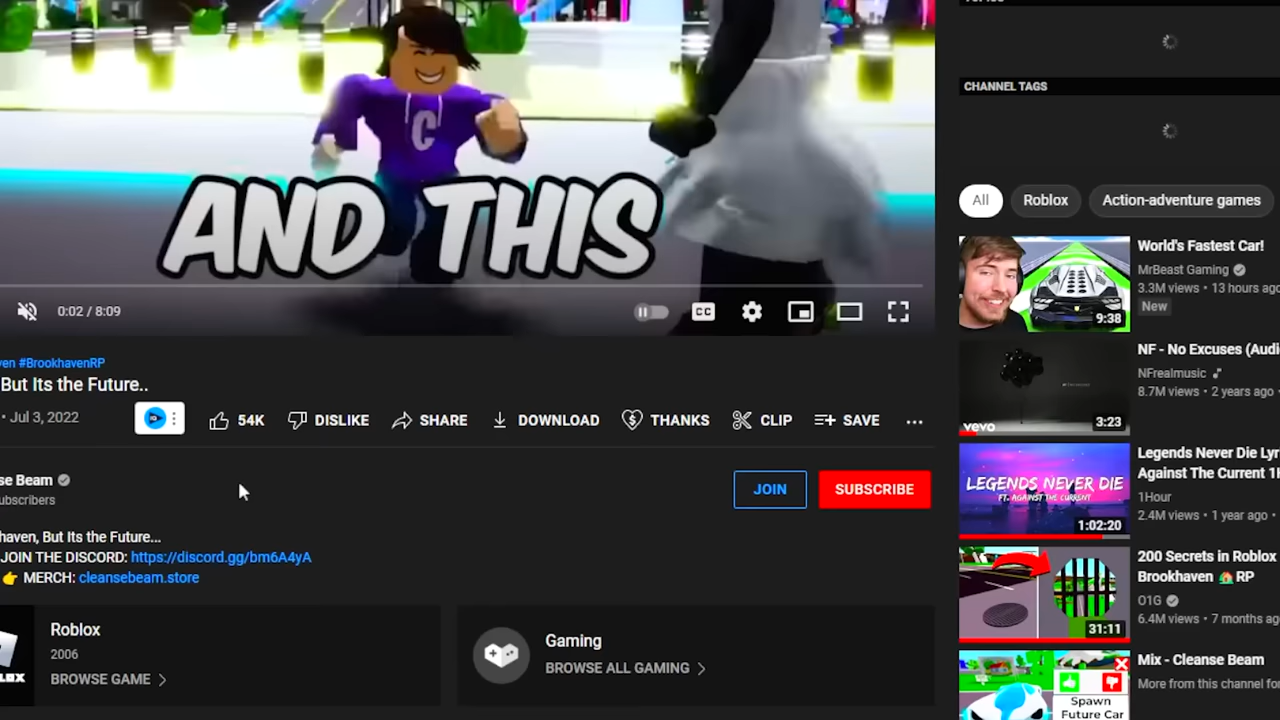 C
AND THIS
0:02 / 8:09
CC
ven #BrookhavenRP
But Its the Future..
• Jul 3, 2022
54K
DISLIKE
SHARE
DOWNLOAD
THANKS
CLIP
SAVE
se Beam
ubscribers
JOIN
SUBSCRIBE
haven, But Its the Future...
JOIN THE DISCORD: https://discord.gg/bm6A4yA
👉 MERCH: cleansebeam.store
LOX
Roblox
2006
BROWSE GAME
Gaming
BROWSE ALL GAMING
CHANNEL TAGS
All
Roblox
Action-adventure games
9:38
World's Fastest Car!
MrBeast Gaming
3.3M views • 13 hours ago
New
vevo
3:23
NF - No Excuses (Audi
NFrealmusic
8.7M views • 2 years ago
LEGENDS NEVER DIE
FT. AGAINST THE CURRENT
1:02:20
Legends Never Die Lyr
Against The Current 1H
1Hour
2.4M views • 1 year ago •
31:11
200 Secrets in Roblox
Brookhaven 🏠 RP
O1G
6.4M views • 7 months ag
Spawn
Future Car
Mix - Cleanse Beam
More from this channel for